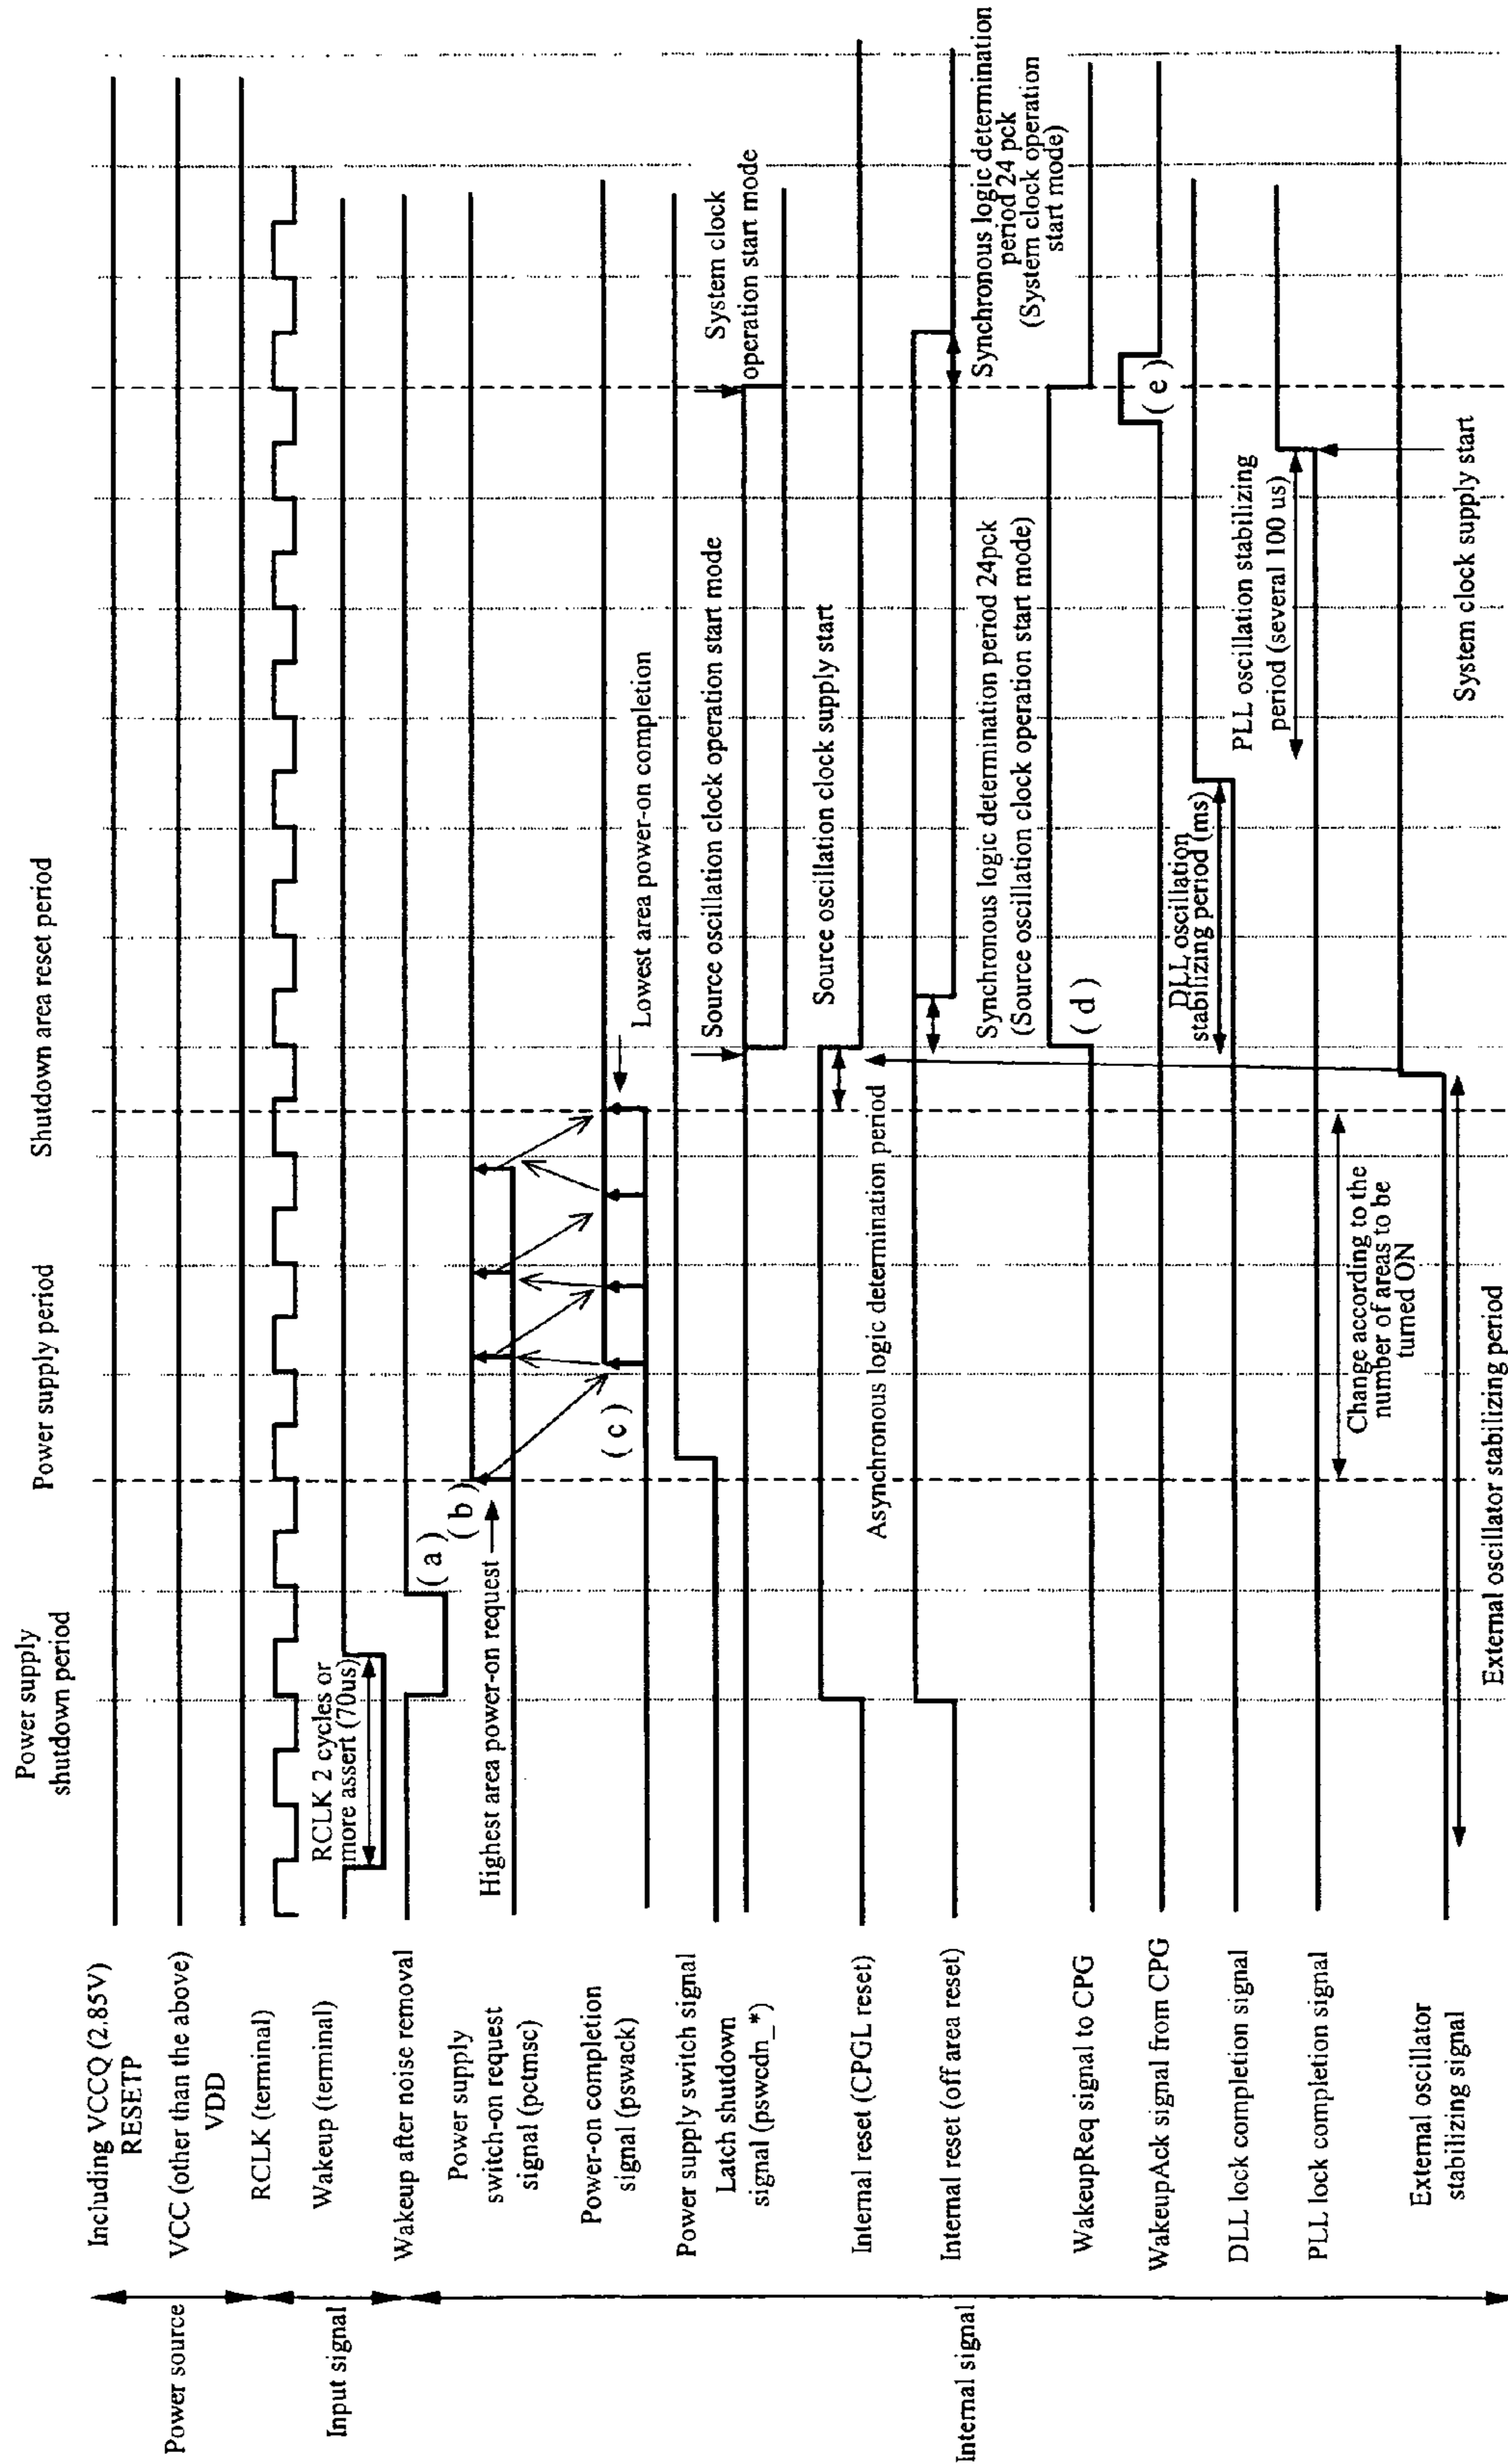 Power supply
shutdown period
Power supply period
Shutdown area reset period
Power source
Including VCCQ (2.85V)
RESETP
VCC (other than the above)
VDD
Input signal
RCLK (terminal)
Wakeup (terminal)
RCLK 2 cycles or
more assert (70us)
Internal signal
Wakeup after noise removal
( a )
Power supply
switch-on request
signal (pctmsc)
Highest area power-on request
( b )
Power-on completion
signal (pswack)
( c )
Lowest area power-on completion
Power supply switch signal
Latch shutdown
signal (pswcdn_*)
Source oscillation clock operation start mode
System clock
operation start mode
Source oscillation clock supply start
Internal reset (CPGL reset)
Asynchronous logic determination period
Internal reset (off area reset)
Synchronous logic determination period 24pck
(Source oscillation clock operation start mode)
Synchronous logic determination
period 24 pck
(System clock operation
start mode)
WakeupReq signal to CPG
( d )
WakeupAck signal from CPG
( e )
DLL lock completion signal
DLL oscillation
stabilizing period (ms)
PLL lock completion signal
PLL oscillation stabilizing
period (several 100 us)
Change according to the
number of areas to be
turned ON
External oscillator
stabilizing signal
System clock supply start
External oscillator stabilizing period